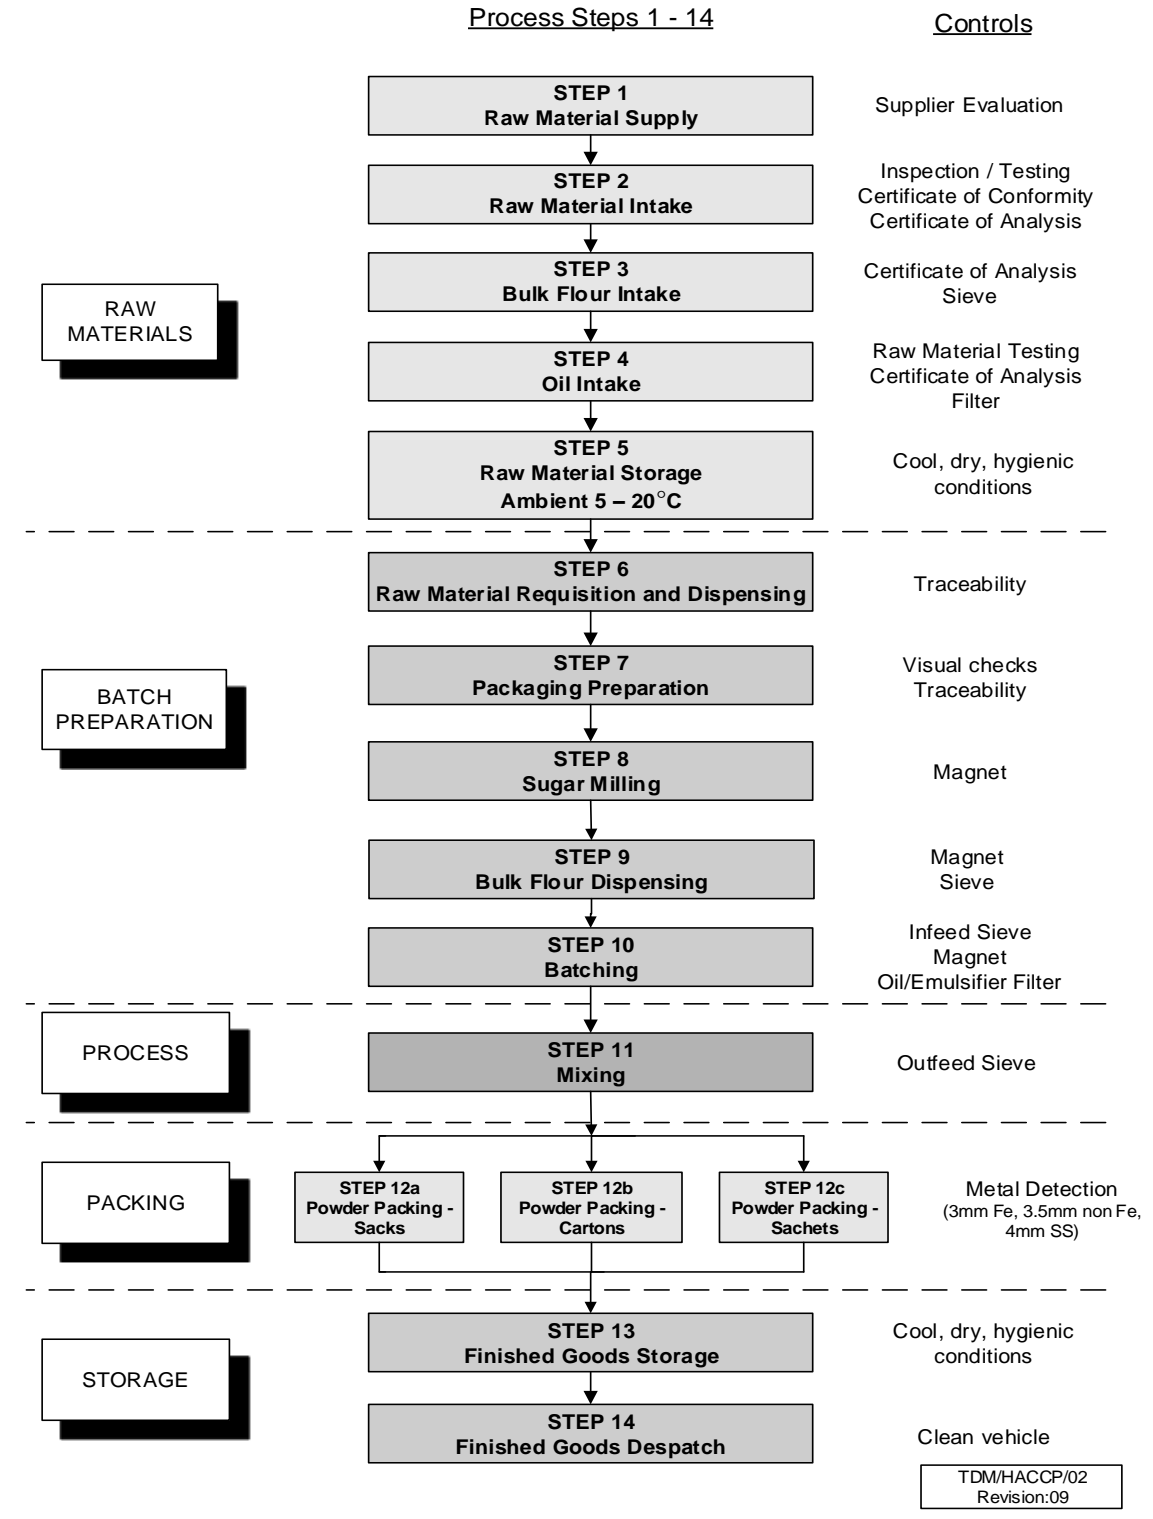 Process Steps 1 - 14
Controls
STEP 1
Raw Material Supply
Supplier Evaluation
STEP 2
Raw Material Intake
Inspection / Testing
Certificate of Conformity
Certificate of Analysis
STEP 3
Bulk Flour Intake
Certificate of Analysis
Sieve
RAW
MATERIALS
STEP 4
Oil Intake
Raw Material Testing
Certificate of Analysis
Filter
STEP 5
Raw Material Storage
Ambient 5 – 20°C
Cool, dry, hygienic
conditions
STEP 6
Raw Material Requisition and Dispensing
Traceability
BATCH
PREPARATION
STEP 7
Packaging Preparation
Visual checks
Traceability
STEP 8
Sugar Milling
Magnet
STEP 9
Bulk Flour Dispensing
Magnet
Sieve
STEP 10
Batching
Infeed Sieve
Magnet
Oil/Emulsifier Filter
PROCESS
STEP 11
Mixing
Outfeed Sieve
PACKING
STEP 12a
Powder Packing -
Sacks
STEP 12b
Powder Packing -
Cartons
STEP 12c
Powder Packing -
Sachets
Metal Detection
(3mm Fe, 3.5mm non Fe,
4mm SS)
STORAGE
STEP 13
Finished Goods Storage
Cool, dry, hygienic
conditions
STEP 14
Finished Goods Despatch
Clean vehicle
TDM/HACCP/02
Revision:09